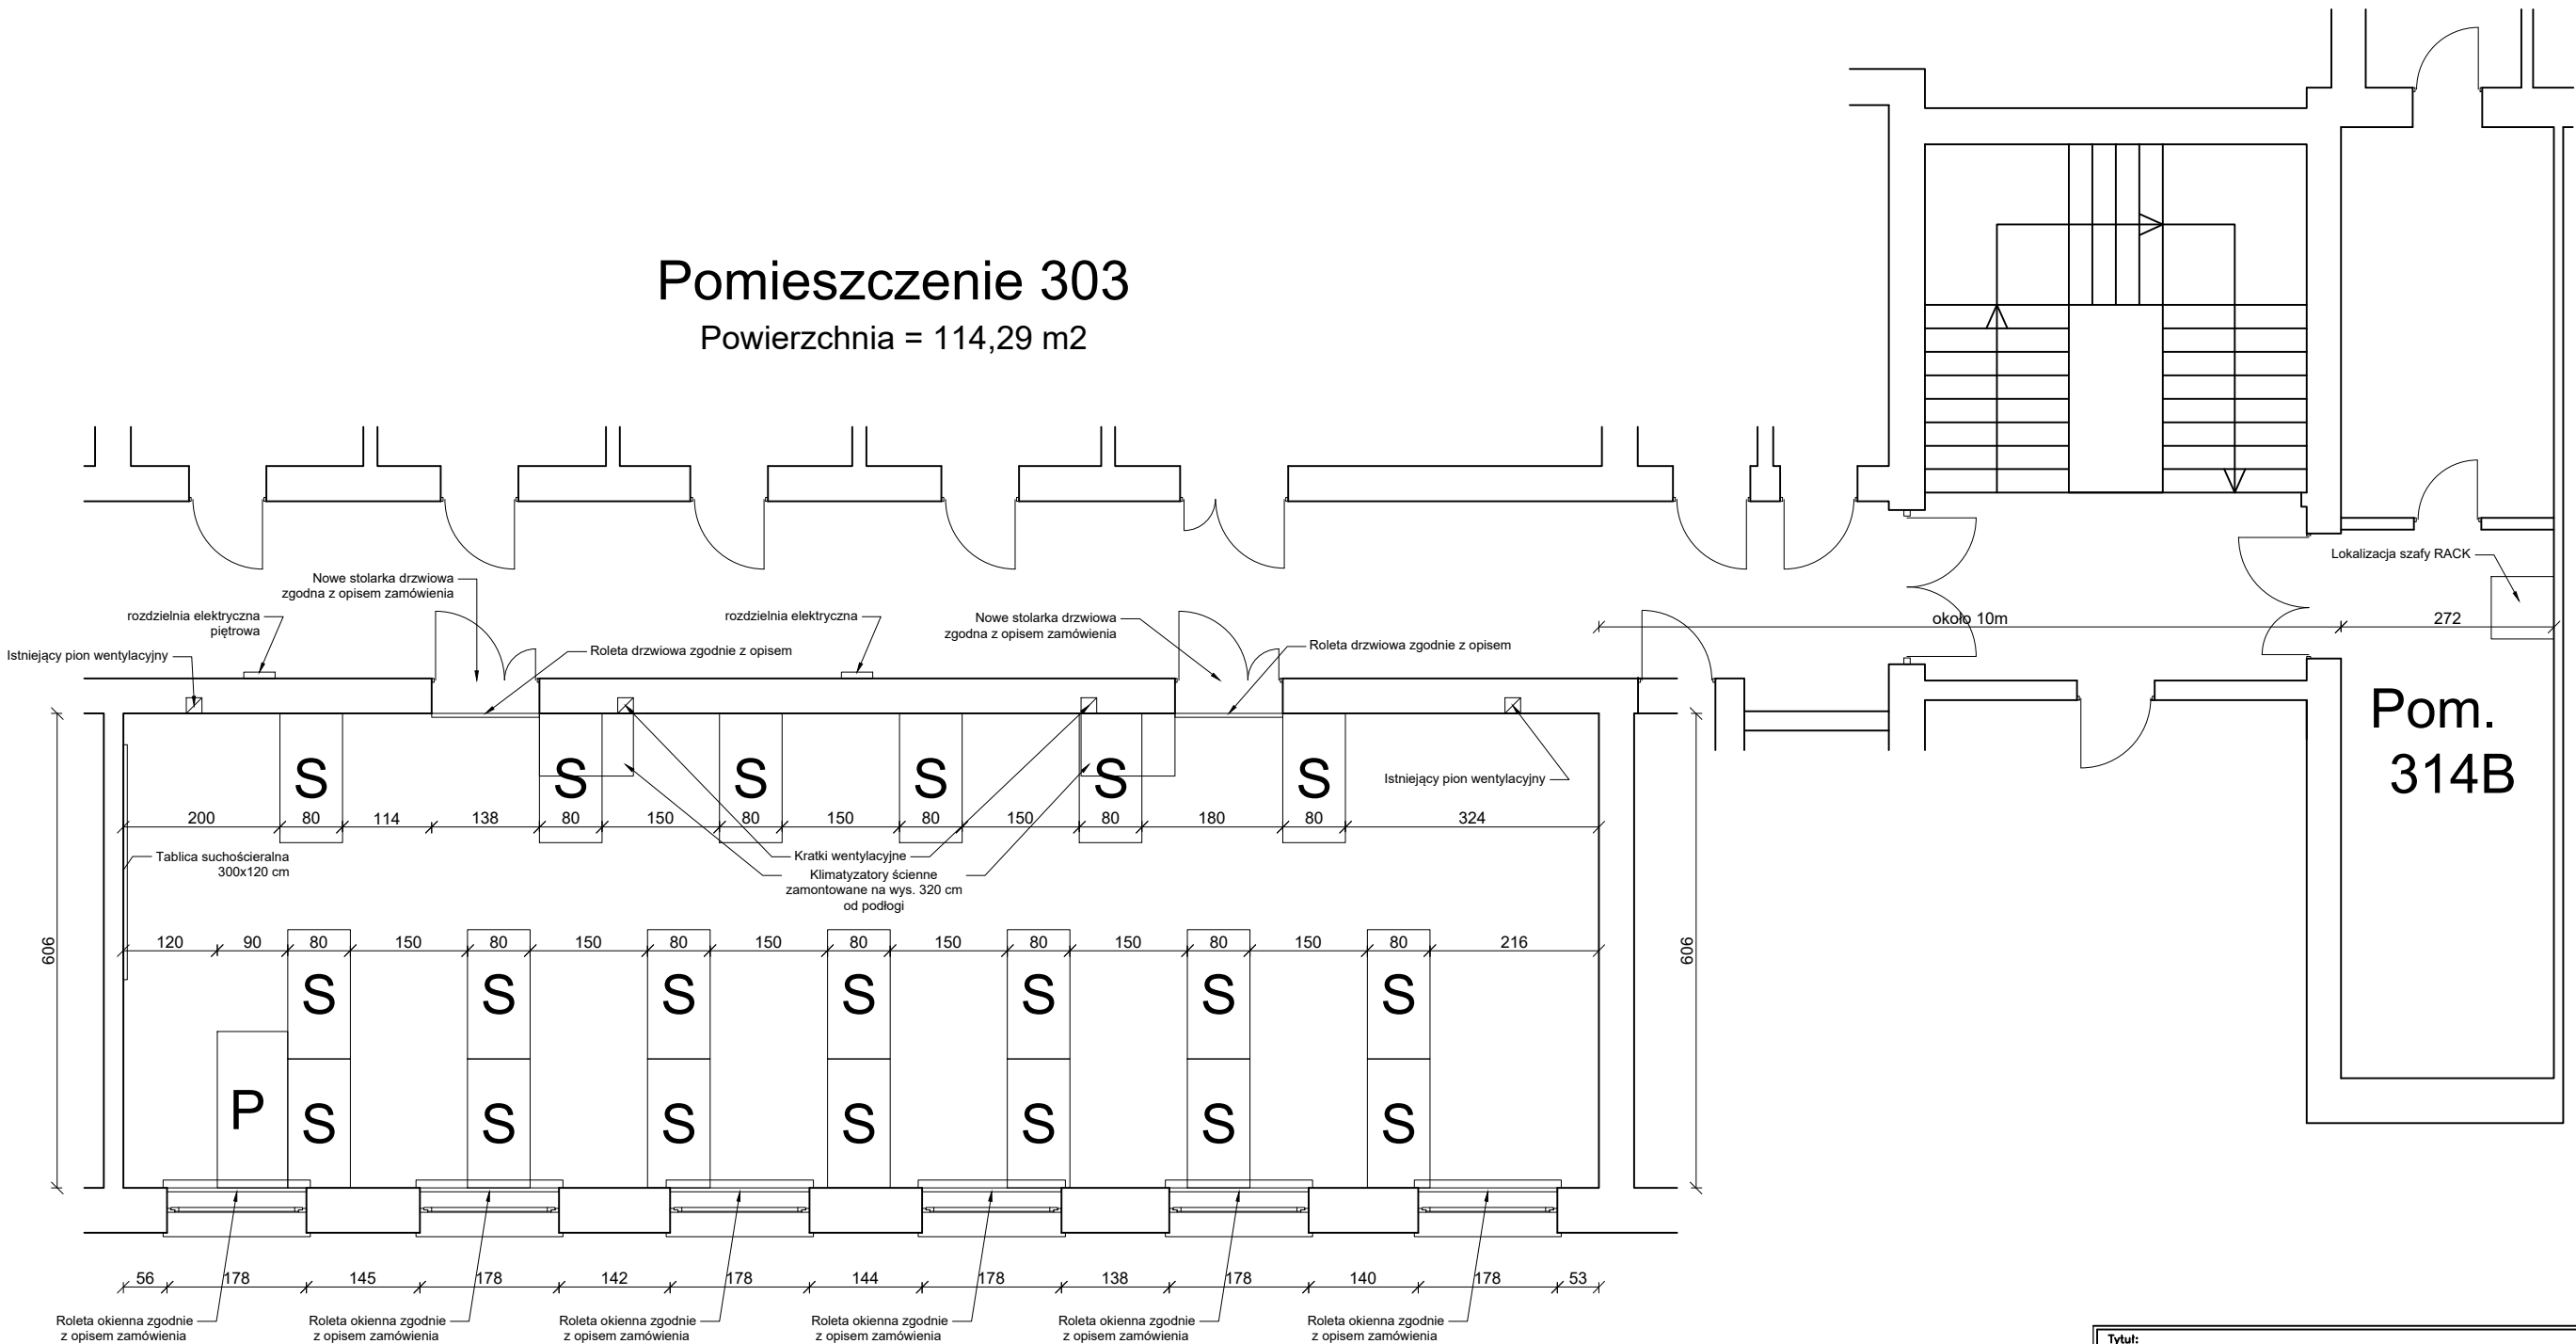 Pomieszczenie 303
Powierzchnia = 114,29 m2
Nowe stolarka drzwiowa
zgodna z opisem zamówienia
rozdzielnia elektryczna
piętrowa
Istniejący pion wentylacyjny
Roleta drzwiowa zgodnie z opisem
rozdzielnia elektryczna
Nowe stolarka drzwiowa
zgodna z opisem zamówienia
Roleta drzwiowa zgodnie z opisem
Lokalizacja szafy RACK
około 10m
272
Pom.
314B
S S S S S S
Istniejący pion wentylacyjny
200 80 114 138 80 150 80 150 80 150 80 180 80 324
Tablica suchościeralna
300x120 cm
Kratki wentylacyjne
Klimatyzatory ścienne
zamontowane na wys. 320 cm
od podłogi
606
606
120 90 80 150 80 150 80 150 80 150 80 150 80 150 80 216
S S S S S S S
P S S S S S S S
56 178 145 178 142 178 144 178 138 178 140 178 53
Roleta okienna zgodnie
z opisem zamówienia
Roleta okienna zgodnie
z opisem zamówienia
Roleta okienna zgodnie
z opisem zamówienia
Roleta okienna zgodnie
z opisem zamówienia
Roleta okienna zgodnie
z opisem zamówienia
Roleta okienna zgodnie
z opisem zamówienia
Tytuł: